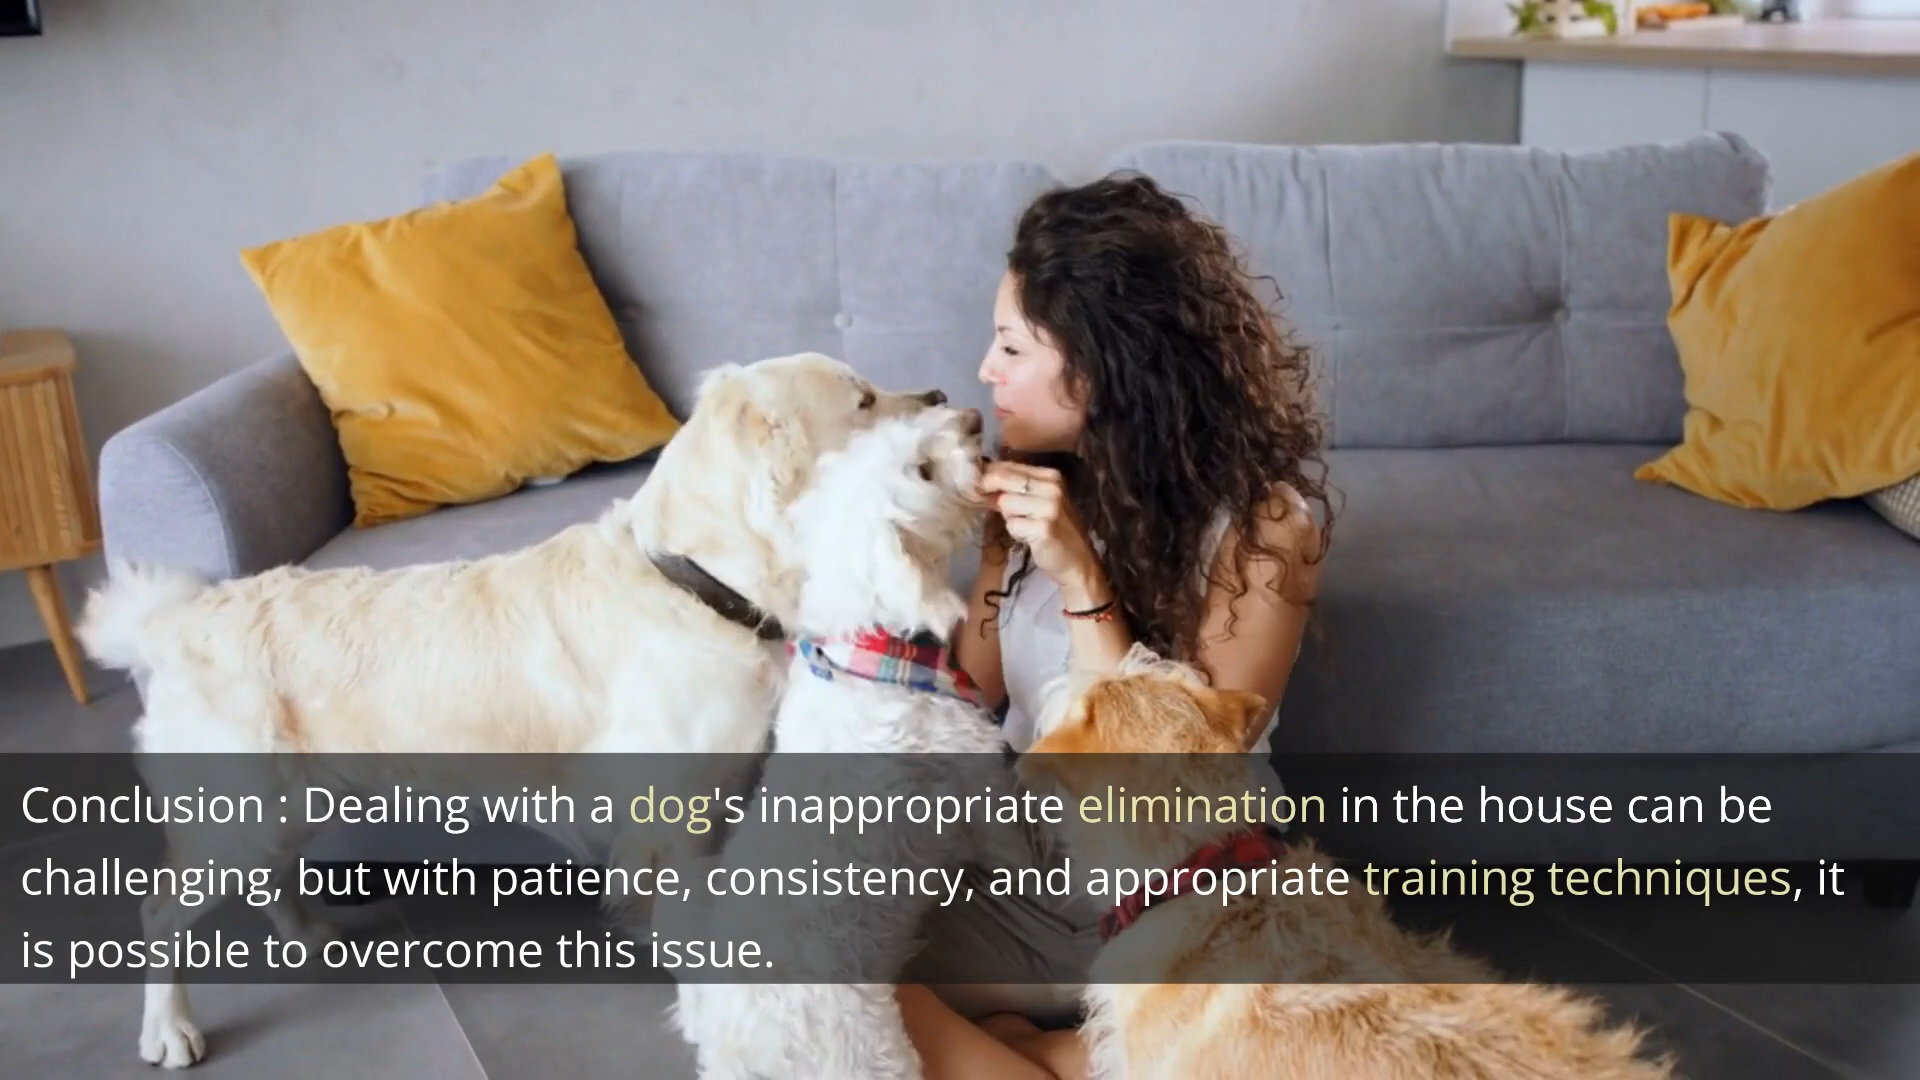 Conclusion : Dealing with a dog's inappropriate elimination in the house can be
challenging, but with patience, consistency, and appropriate training techniques, it
is possible to overcome this issue.